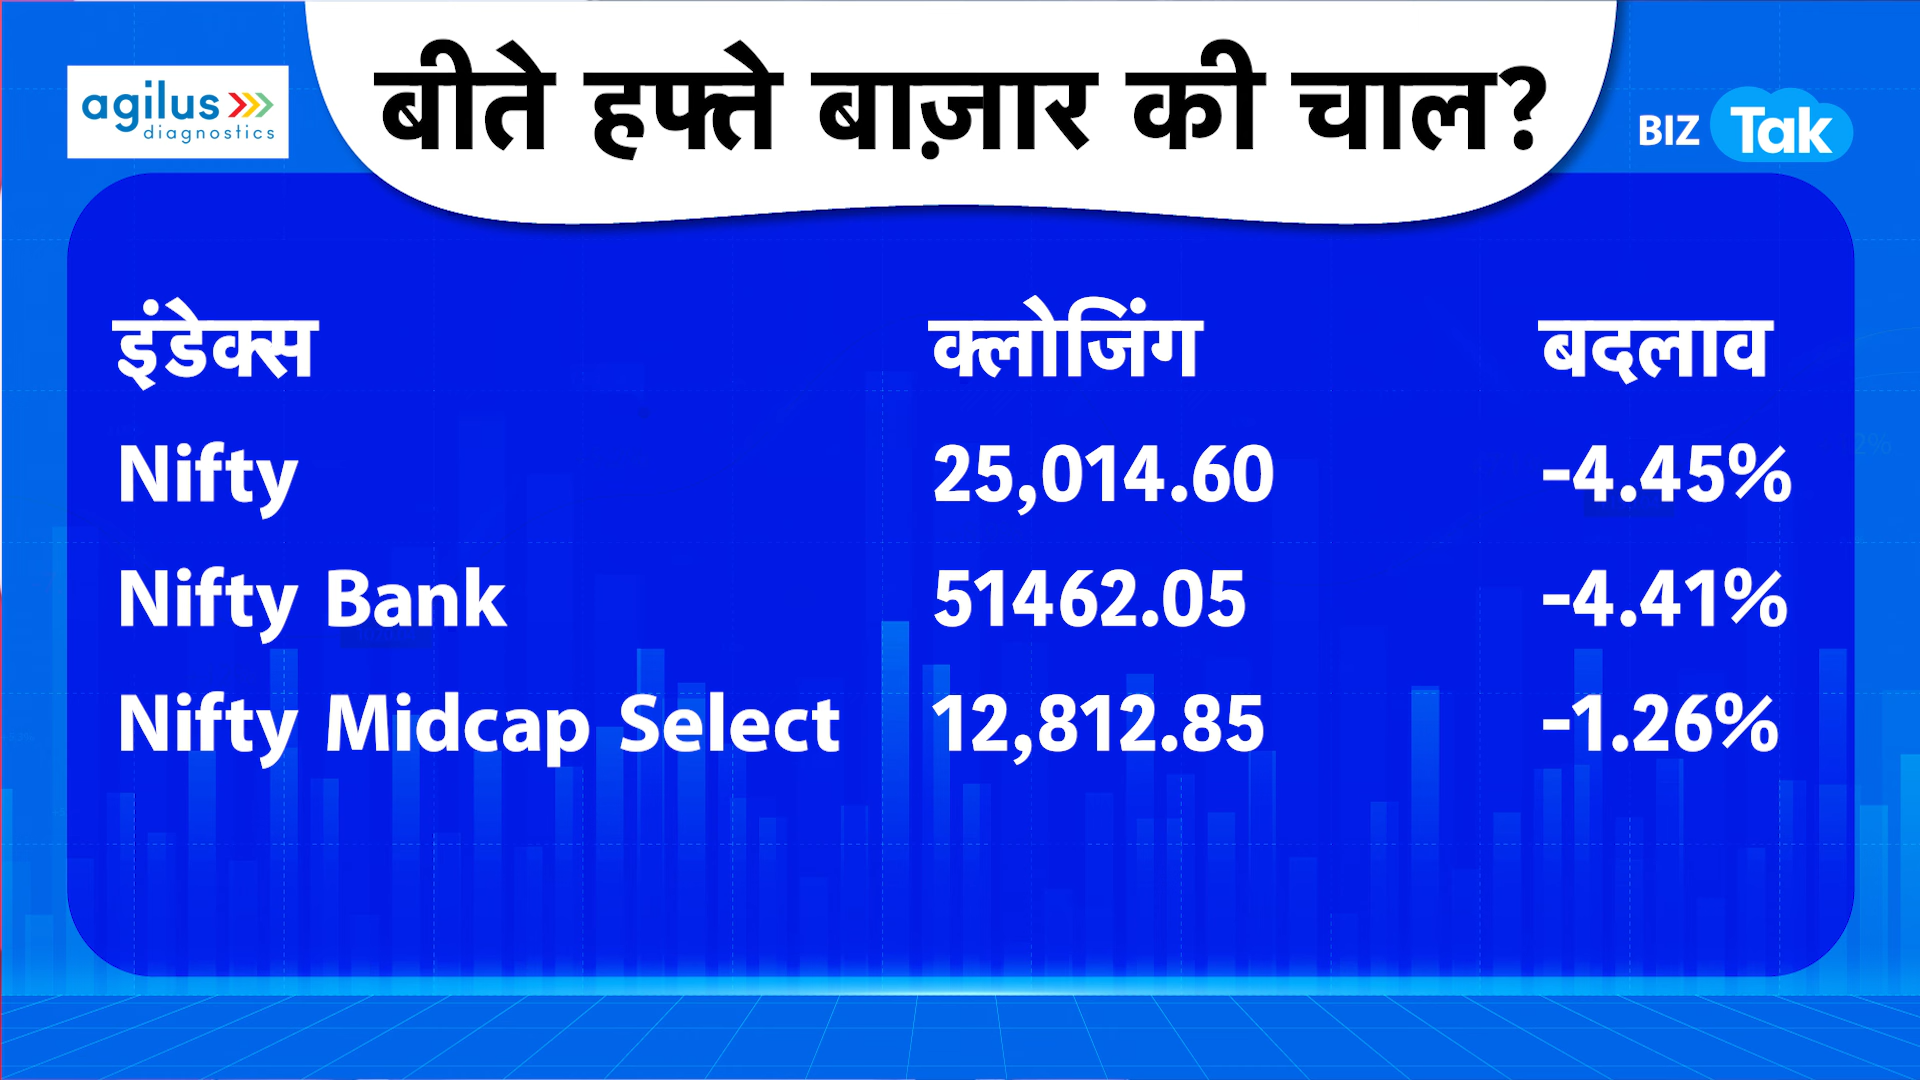 agilus
diagnostics
बीते हफ्ते बाज़ार की चाल?
BIZ Tak
इंडेक्स क्लोजिंग बदलाव
Nifty 25,014.60 -4.45%
Nifty Bank 51462.05 -4.41%
Nifty Midcap Select 12,812.85 -1.26%